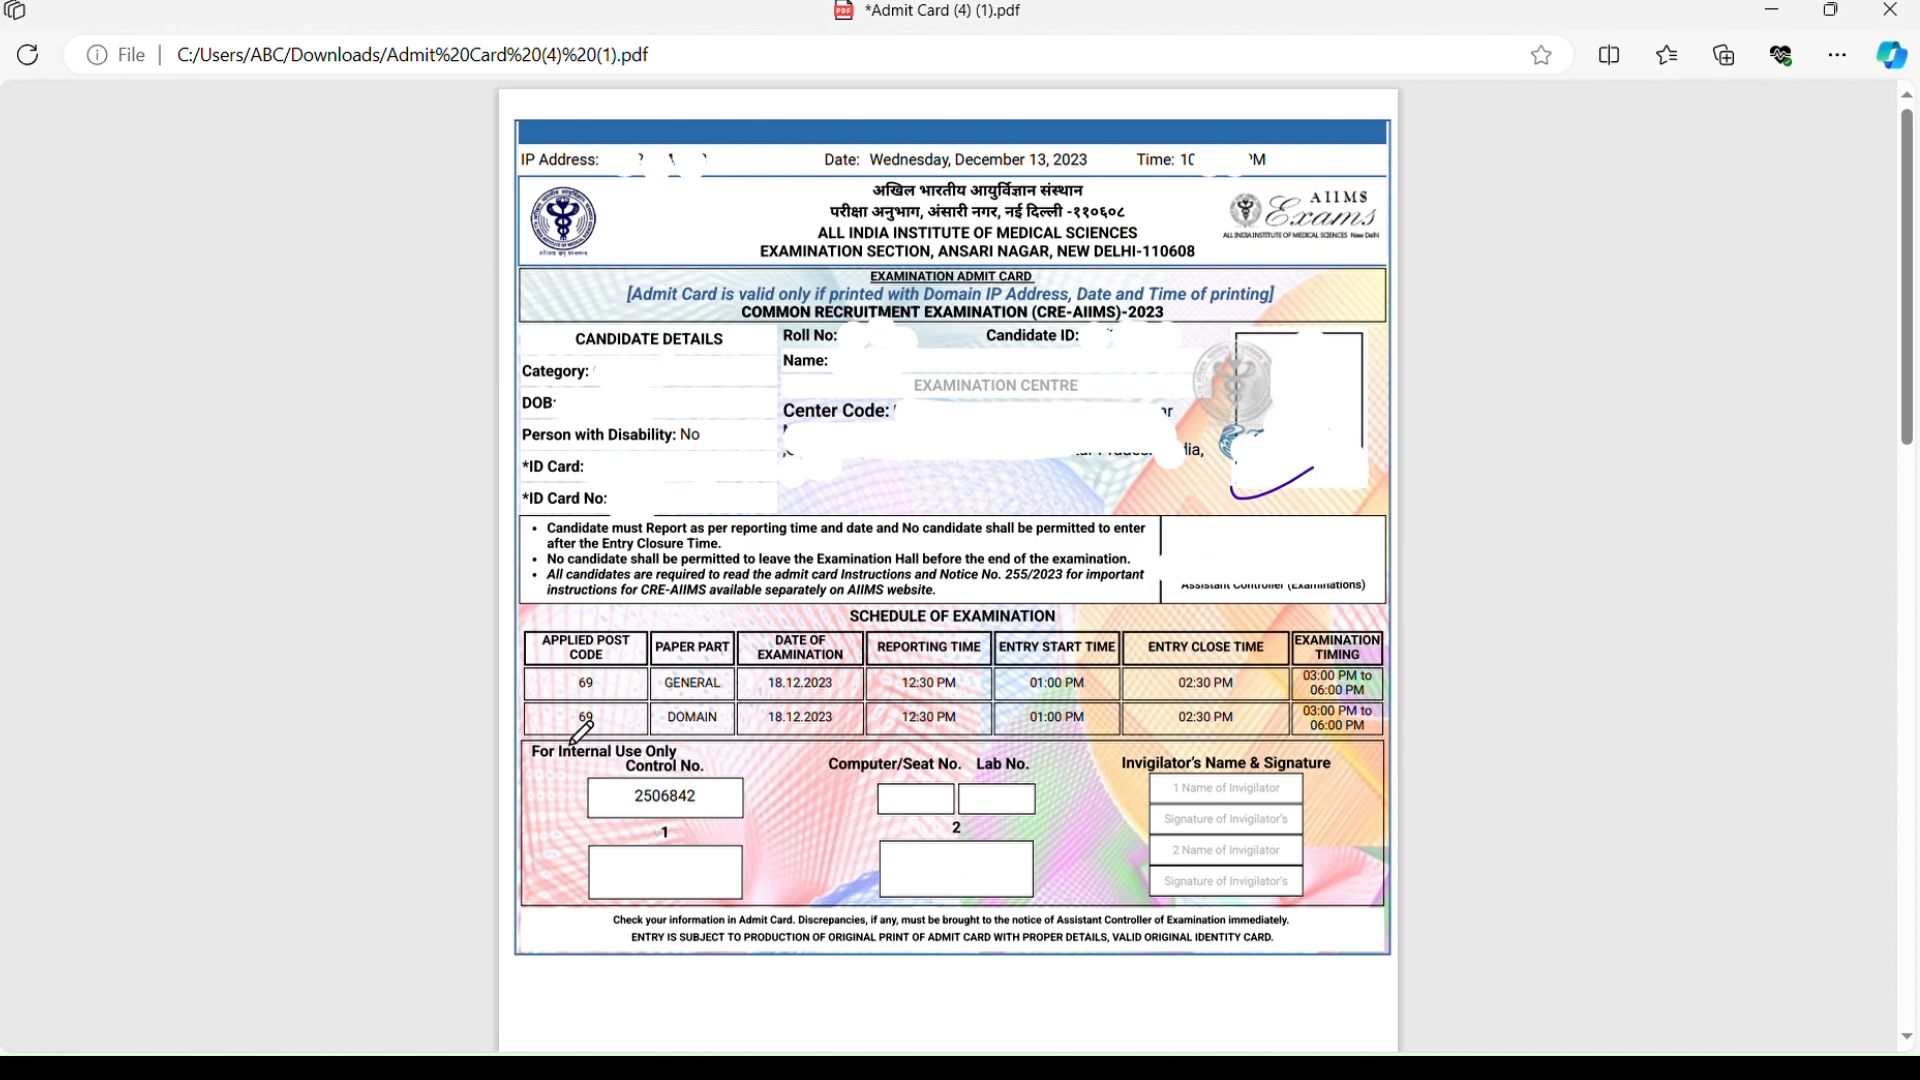 *Admit Card (4) (1).pdf
File | C:/Users/ABC/Downloads/Admit%20Card%20(4)%20(1).pdf
IP Address: Date: Wednesday, December 13, 2023 Time:
अखिल भारतीय आयुर्विज्ञान संस्थान
परीक्षा अनुभाग, अंसारी नगर, नई दिल्ली -११०६०८
ALL INDIA INSTITUTE OF MEDICAL SCIENCES
EXAMINATION SECTION, ANSARI NAGAR, NEW DELHI-110608
AIIMS
Exams
ALL INDIA INSTITUTE OF MEDICAL SCIENCES New Delhi
EXAMINATION ADMIT CARD
[Admit Card is valid only if printed with Domain IP Address, Date and Time of printing]
COMMON RECRUITMENT EXAMINATION (CRE-AIIMS)-2023
CANDIDATE DETAILS
Category:
DOB:
Person with Disability: No
*ID Card:
*ID Card No:
Roll No: Candidate ID:
Name:
EXAMINATION CENTRE
Center Code:
• Candidate must Report as per reporting time and date and No candidate shall be permitted to enter
after the Entry Closure Time.
• No candidate shall be permitted to leave the Examination Hall before the end of the examination.
• All candidates are required to read the admit card Instructions and Notice No. 255/2023 for important
instructions for CRE-AIIMS available separately on AIIMS website.
Assistant Controller (Examinations)
SCHEDULE OF EXAMINATION
APPLIED POST CODE PAPER PART DATE OF EXAMINATION REPORTING TIME ENTRY START TIME ENTRY CLOSE TIME EXAMINATION TIMING
69 GENERAL 18.12.2023 12:30 PM 01:00 PM 02:30 PM 03:00 PM to 06:00 PM
69 DOMAIN 18.12.2023 12:30 PM 01:00 PM 02:30 PM 03:00 PM to 06:00 PM
For Internal Use Only
Control No.
2506842
1
Computer/Seat No. Lab No.
2
Invigilator's Name & Signature
1 Name of Invigilator
Signature of Invigilator's
2 Name of Invigilator
Signature of Invigilator's
Check your information in Admit Card. Discrepancies, if any, must be brought to the notice of Assistant Controller of Examination immediately.
ENTRY IS SUBJECT TO PRODUCTION OF ORIGINAL PRINT OF ADMIT CARD WITH PROPER DETAILS, VALID ORIGINAL IDENTITY CARD.